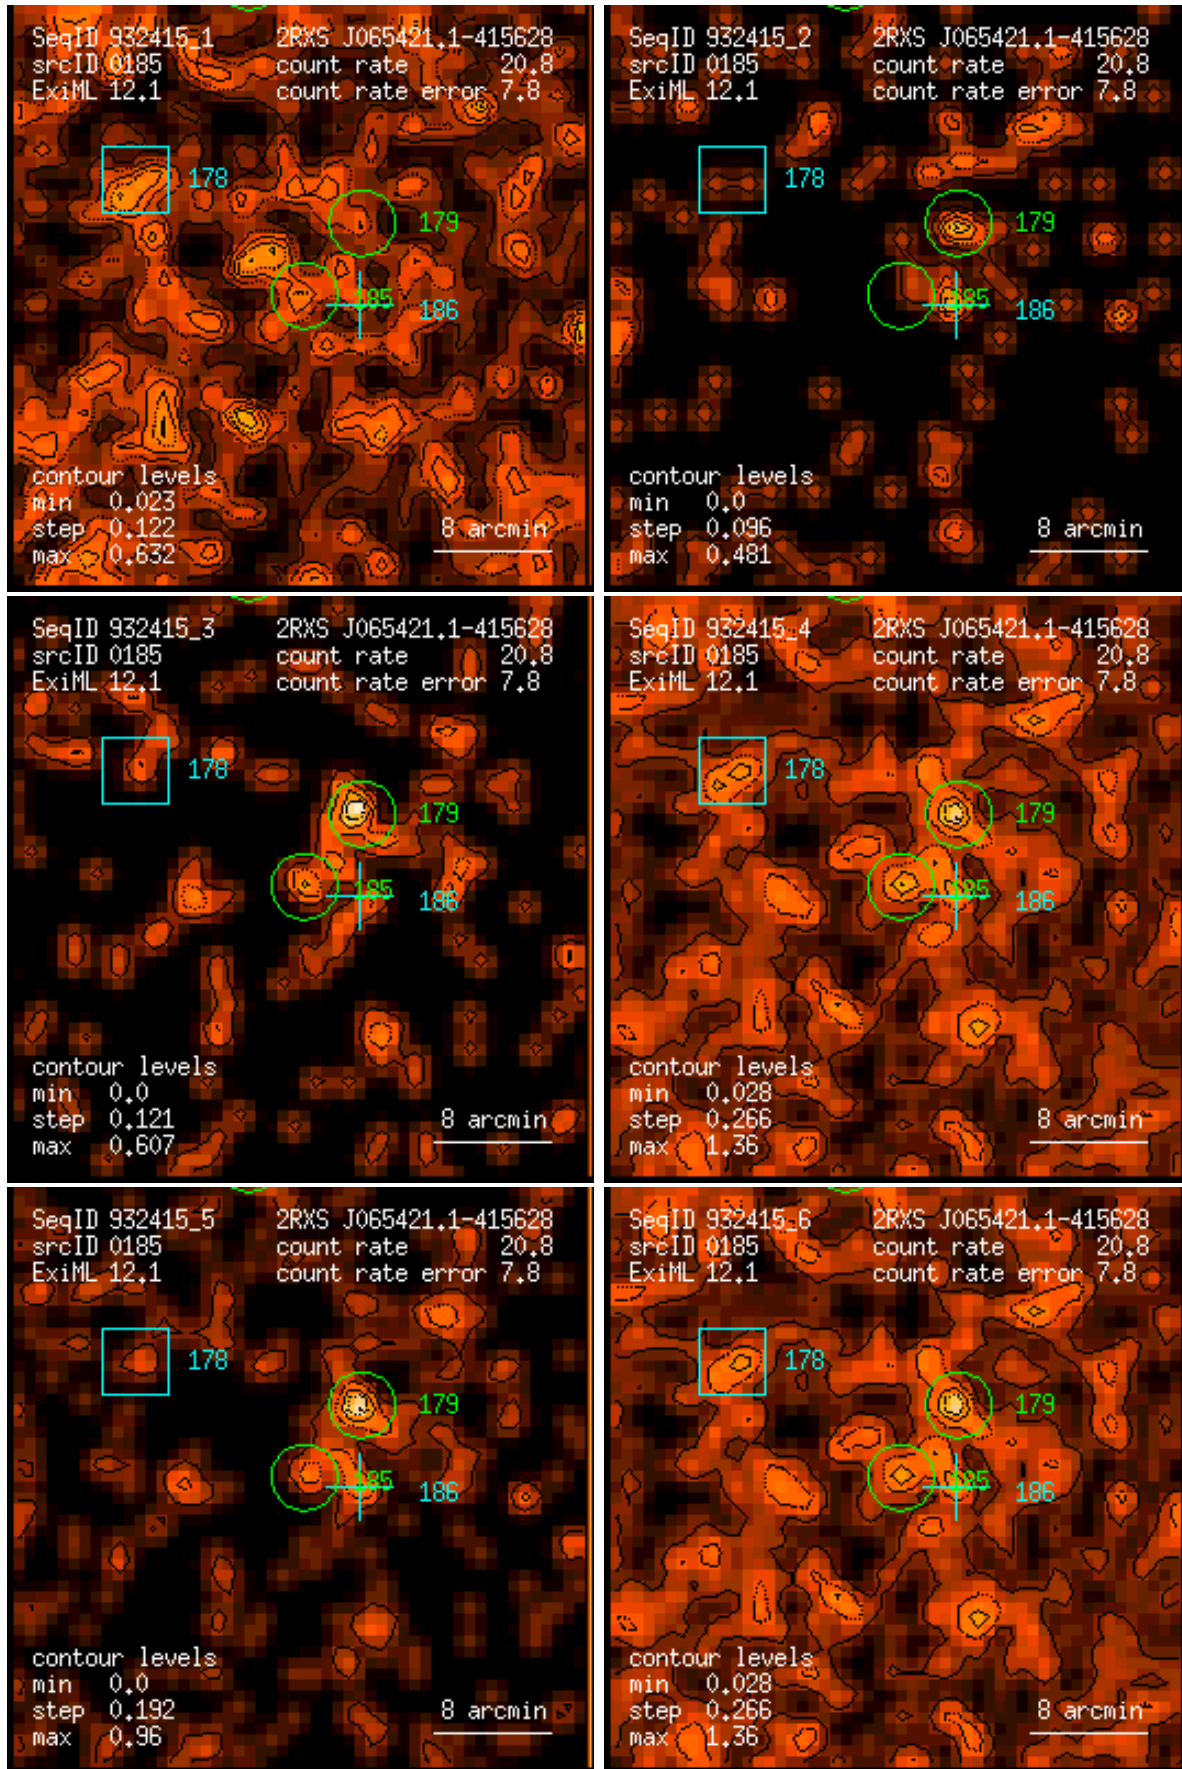 SeqID 932415_1 2RXS J065421.1-415628
srcID 0185 count rate 20.8
ExiML 12.1 count rate error 7.8
178
179
185
186
contour levels
min 0.023
step 0.122
max 0.632
8 arcmin
SeqID 932415_2 2RXS J065421.1-415628
srcID 0185 count rate 20.8
ExiML 12.1 count rate error 7.8
178
179
185
186
contour levels
min 0.0
step 0.096
max 0.481
8 arcmin
SeqID 932415_3 2RXS J065421.1-415628
srcID 0185 count rate 20.8
ExiML 12.1 count rate error 7.8
178
179
185
186
contour levels
min 0.0
step 0.121
max 0.607
8 arcmin
SeqID 932415_4 2RXS J065421.1-415628
srcID 0185 count rate 20.8
ExiML 12.1 count rate error 7.8
178
179
185
186
contour levels
min 0.028
step 0.266
max 1.36
8 arcmin
SeqID 932415_5 2RXS J065421.1-415628
srcID 0185 count rate 20.8
ExiML 12.1 count rate error 7.8
178
179
185
186
contour levels
min 0.0
step 0.192
max 0.96
8 arcmin
SeqID 932415_6 2RXS J065421.1-415628
srcID 0185 count rate 20.8
ExiML 12.1 count rate error 7.8
178
179
185
186
contour levels
min 0.028
step 0.266
max 1.36
8 arcmin